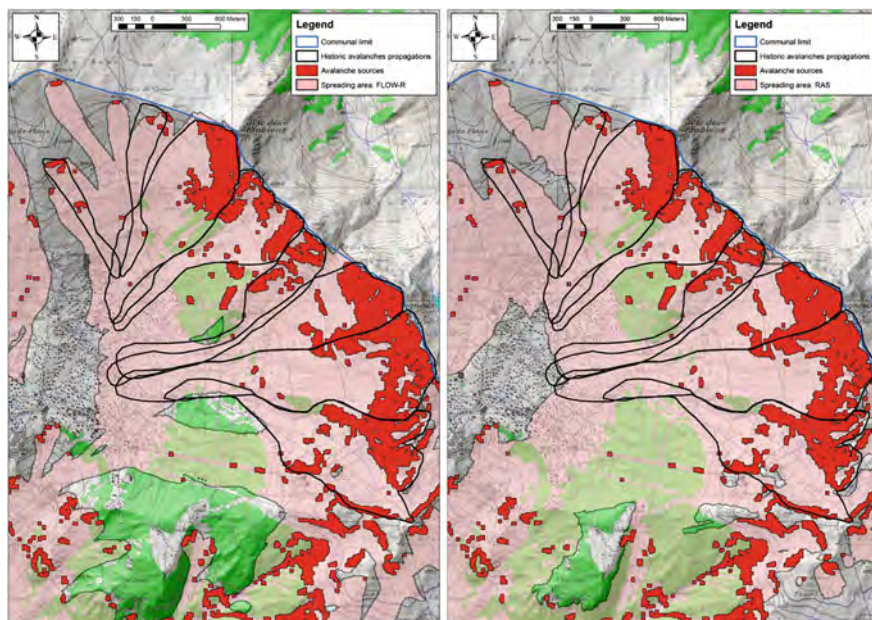 300 150 0 300 600 Meters
N
W E
S
Legend
Communal limit
Historic avalanches propagations
Avalanche sources
Spreading area: FLOW-R
300 150 0 300 600 Meters
N
W E
S
Legend
Communal limit
Historic avalanches propagations
Avalanche sources
Spreading area: RAS